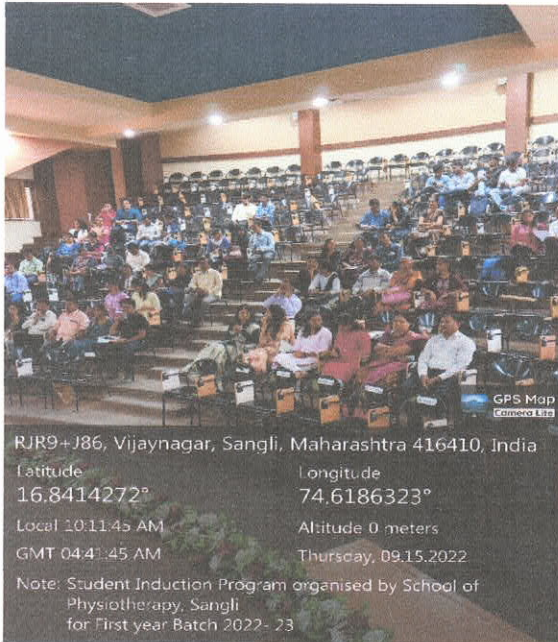 GPS Map
Camera Lite
RJR9+J86, Vijaynagar, Sangli, Maharashtra 416410, India
Latitude
16.8414272°
Longitude
74.6186323°
Local 10:11:45 AM
Altitude 0 meters
GMT 04:41:45 AM
Thursday, 09.15.2022
Note: Student Induction Program organised by School of
Physiotherapy, Sangli
for First year Batch 2022- 23